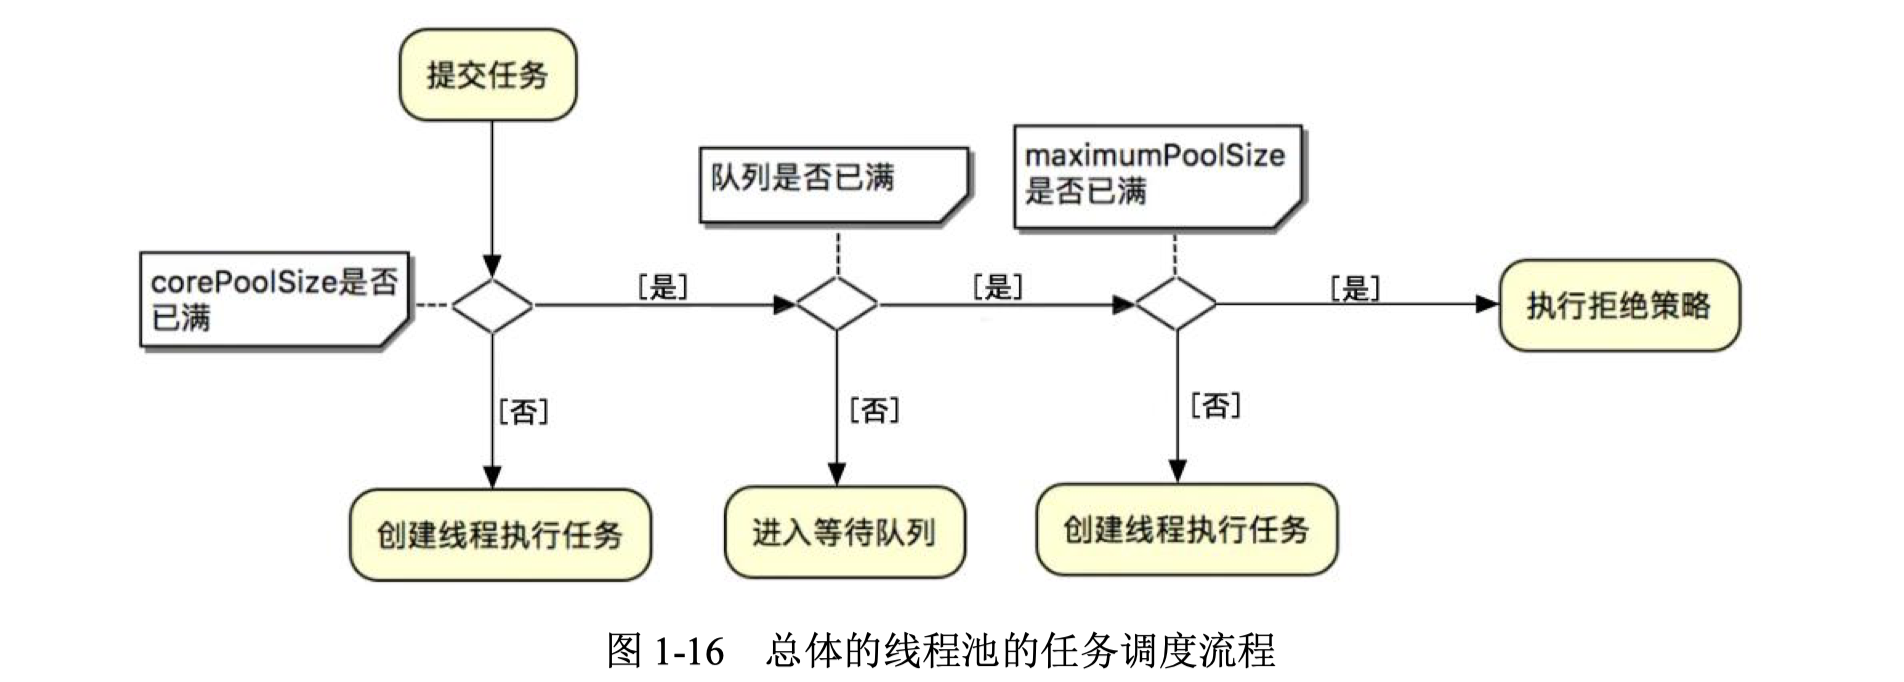 提交任务
maximumPoolSize
是否已满
队列是否已满
corePoolSize是否
已满
[是]
[是]
[是]
执行拒绝策略
[否]
[否]
[否]
创建线程执行任务
进入等待队列
创建线程执行任务
图 1-16 总体的线程池的任务调度流程